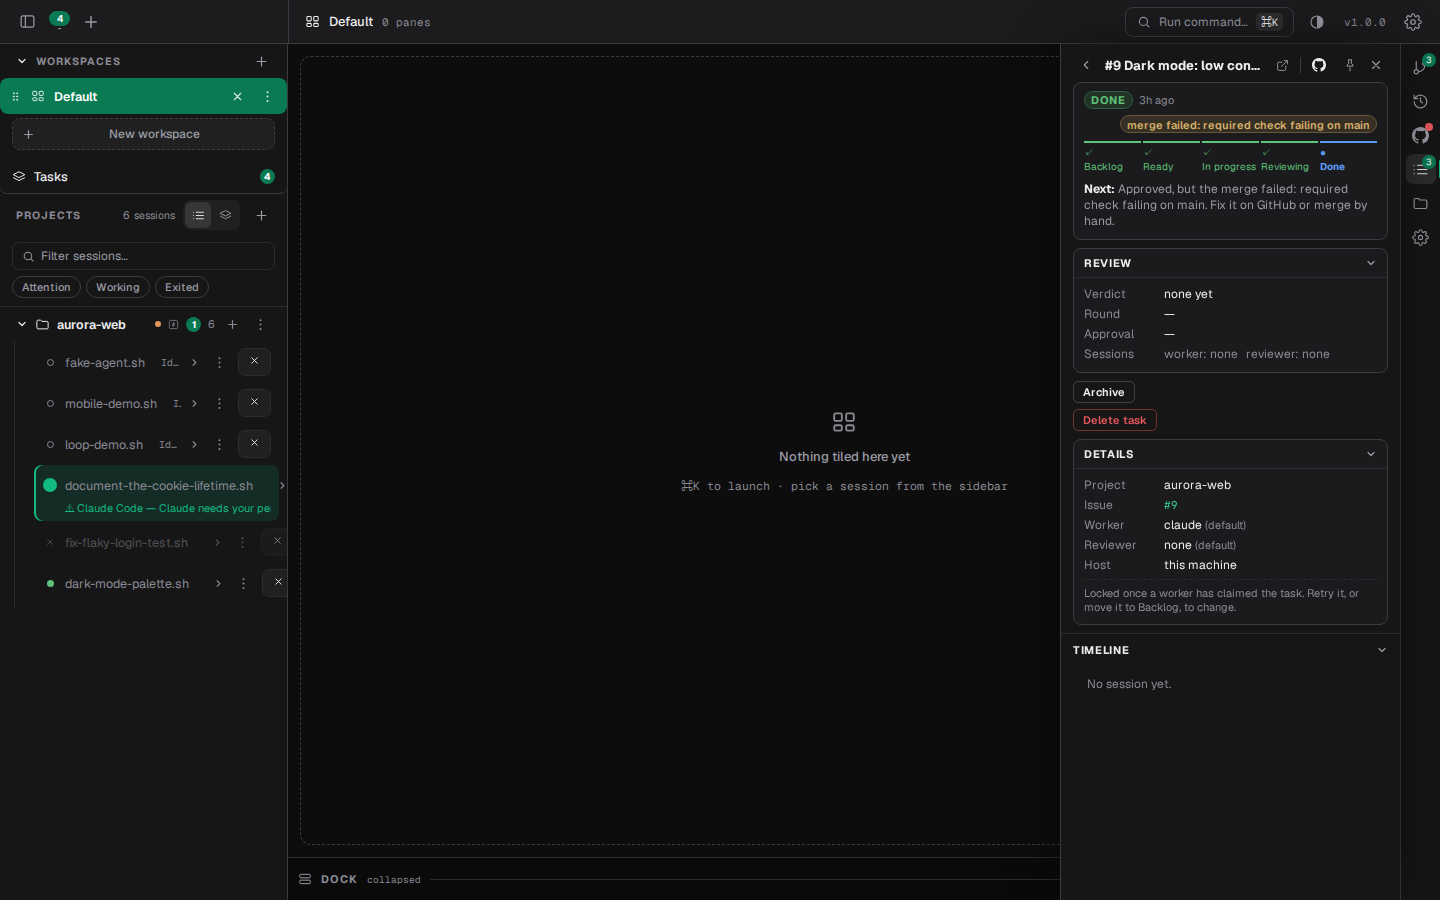 4
Default 0 panes
Run command... ⌘K
v1.0.0
WORKSPACES
Default
New workspace
Tasks 4
PROJECTS 6 sessions
Filter sessions...
Attention Working Exited
aurora-web 1 6
fake-agent.sh Id...
mobile-demo.sh I.
loop-demo.sh Id...
document-the-cookie-lifetime.sh
⚠ Claude Code — Claude needs your pe
fix-flaky-login-test.sh
dark-mode-palette.sh
Nothing tiled here yet
⌘K to launch · pick a session from the sidebar
DOCK collapsed
#9 Dark mode: low con...
DONE 3h ago
merge failed: required check failing on main
Backlog Ready In progress Reviewing Done
Next: Approved, but the merge failed: required
check failing on main. Fix it on GitHub or merge by
hand.
REVIEW
Verdict none yet
Round —
Approval —
Sessions worker: none reviewer: none
Archive
Delete task
DETAILS
Project aurora-web
Issue #9
Worker claude (default)
Reviewer none (default)
Host this machine
Locked once a worker has claimed the task. Retry it, or
move it to Backlog, to change.
TIMELINE
No session yet.
3
3